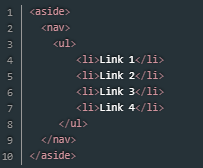 1 <aside>
2 <nav>
3 <ul>
4 <li>Link 1</li>
5 <li>Link 2</li>
6 <li>Link 3</li>
7 <li>Link 4</li>
8 </ul>
9 </nav>
10 </aside>